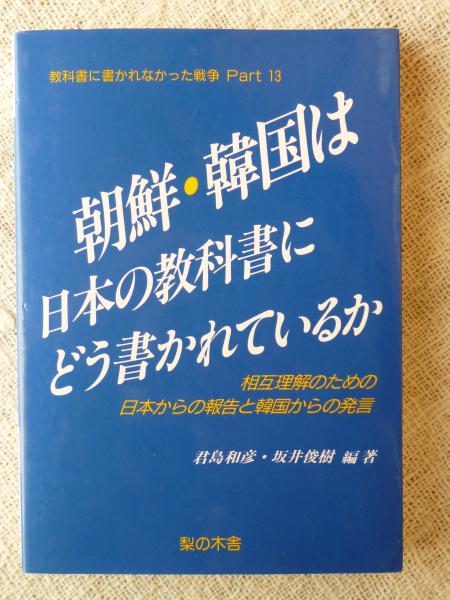 教科書に書かれなかった戦争 Part 13
朝鮮・韓国は
日本の教科書に
どう書かれているか
相互理解のための
日本からの報告と韓国からの発言
君島和彦・坂井俊樹 編著
梨の木舎